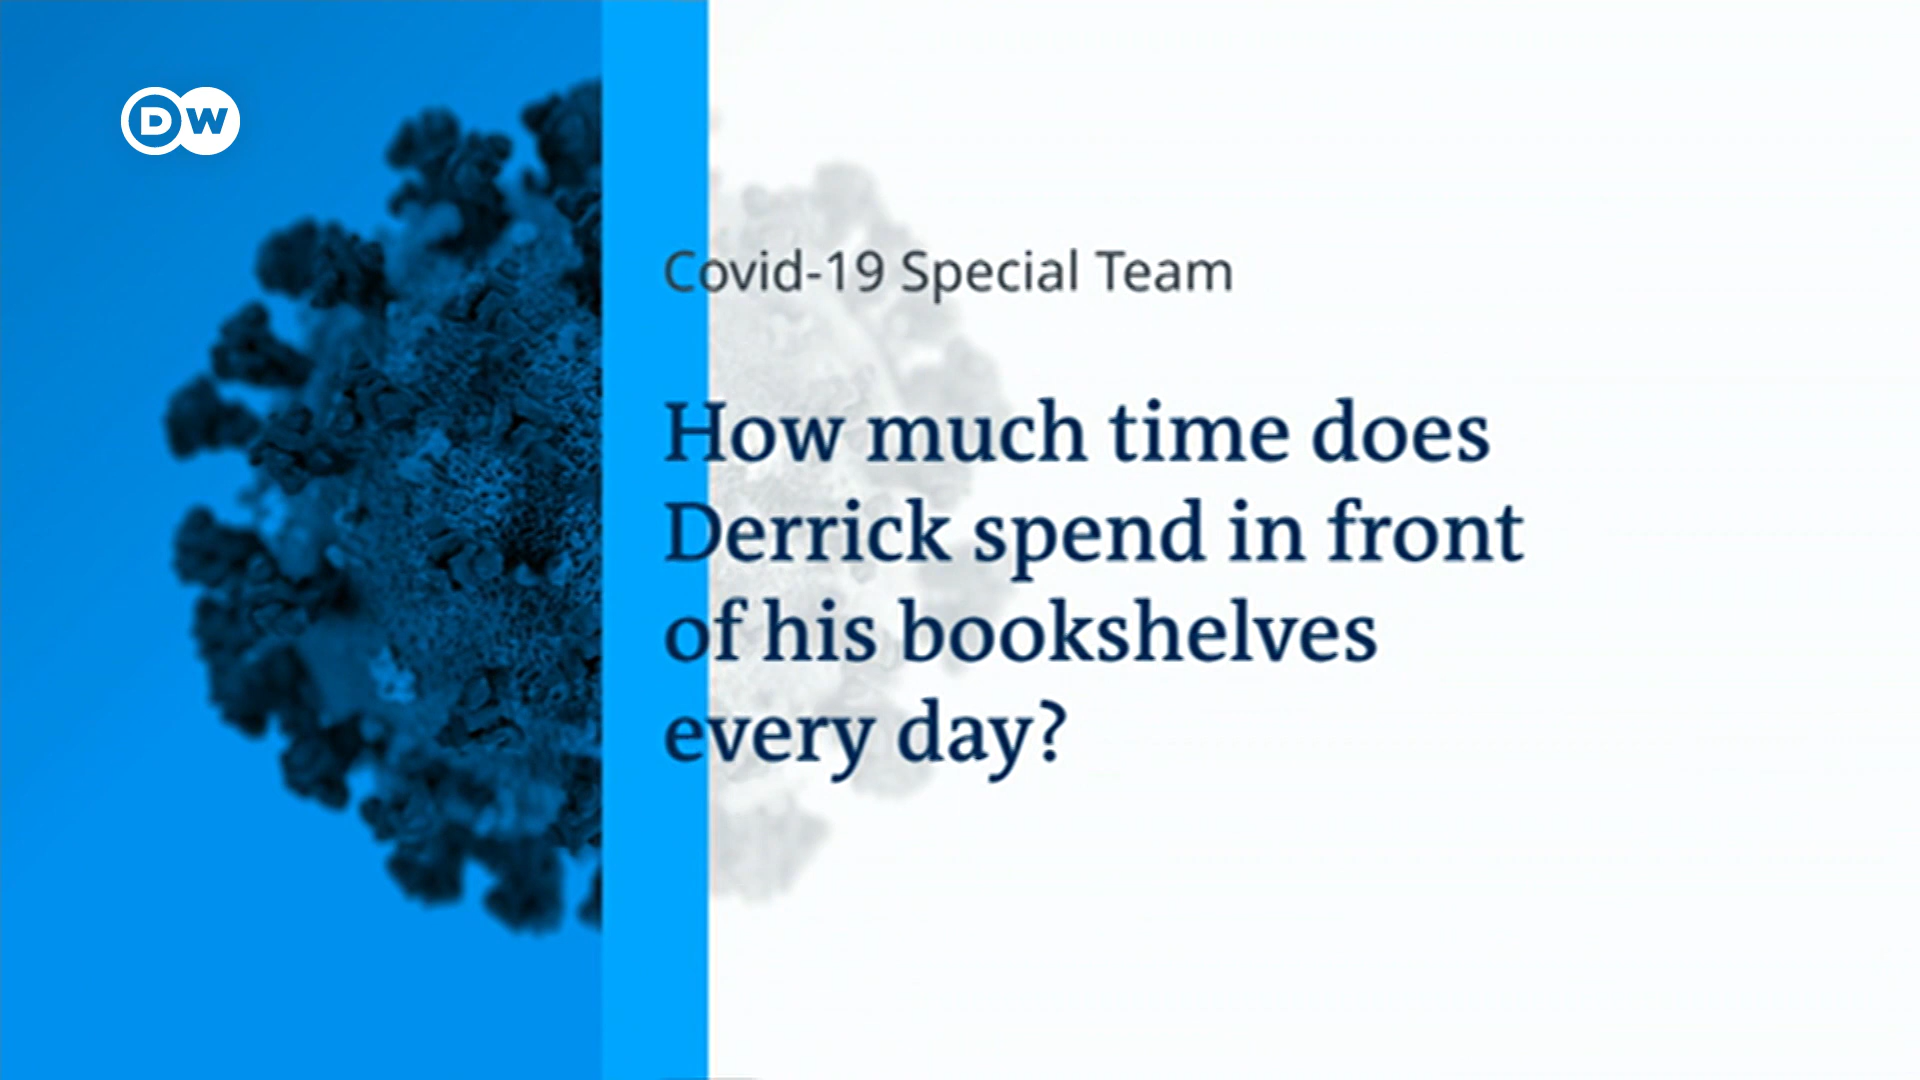 DW
Covid-19 Special Team
How much time does
Derrick spend in front
of his bookshelves
every day?